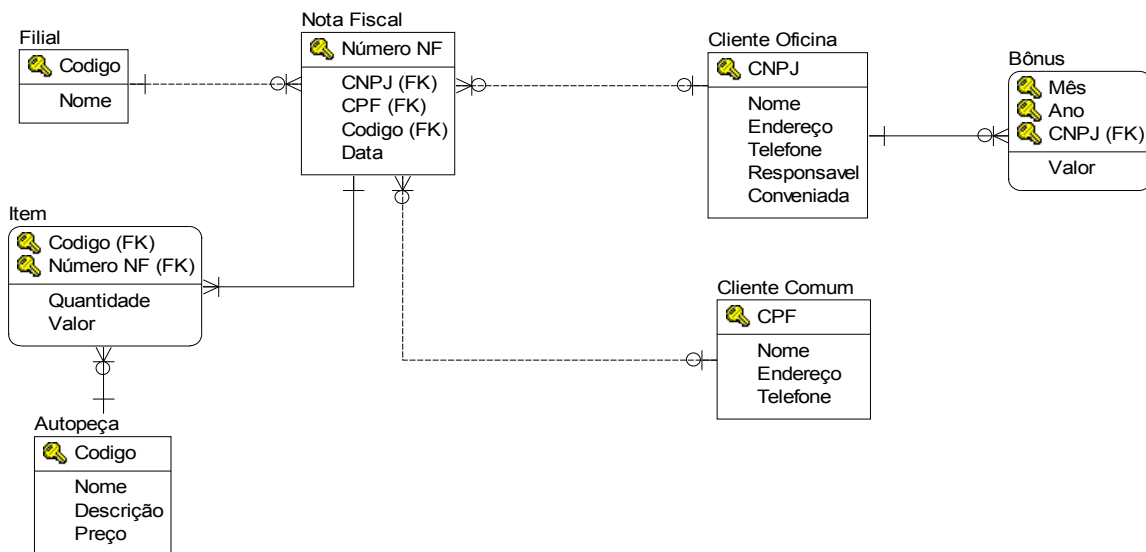 Filial
Codigo
Nome
Nota Fiscal
Número NF
CNPJ (FK)
CPF (FK)
Codigo (FK)
Data
Cliente Oficina
CNPJ
Nome
Endereço
Telefone
Responsavel
Conveniada
Bônus
Mês
Ano
CNPJ (FK)
Valor
Item
Codigo (FK)
Número NF (FK)
Quantidade
Valor
Cliente Comum
CPF
Nome
Endereço
Telefone
Autopeça
Codigo
Nome
Descrição
Preço